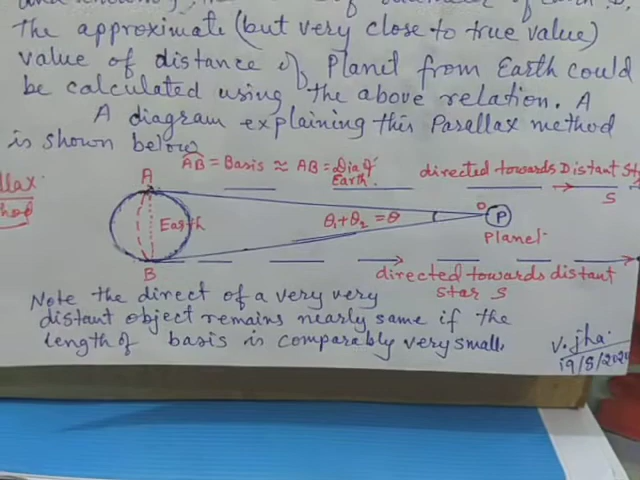 The approximate (but very close to true value)
value of distance of Planet from Earth could
be calculated using the above relation. A
A diagram explaining this Parallax method
is shown below
AB = Basis ≈ AB = Dia of Earth.
directed towards Distant
S
A
Earth
θ₁+θ₂ = θ
O
P
Planet
B
directed towards distant
star S
Note the direct of a very very
distant object remains nearly same if the
length of basis is comparably very small.
V. Jha
19/8/2020